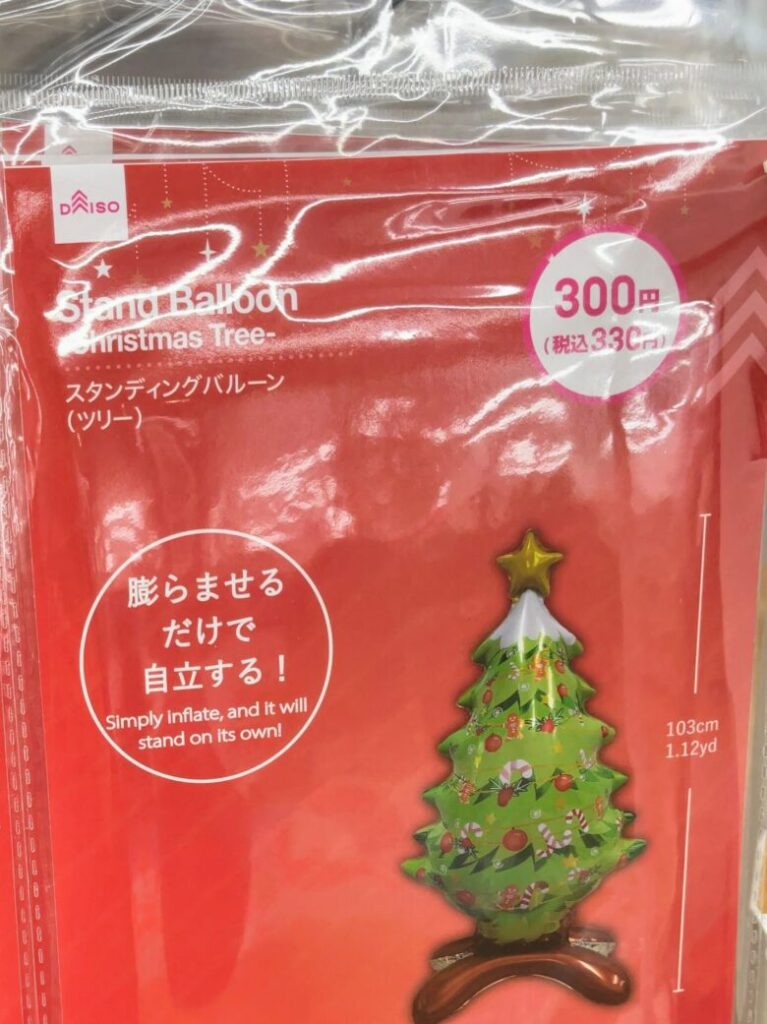 DAISO
Stand Balloon
-Christmas Tree-
スタンディングバルーン
(ツリー)
300円
(税込330円)
膨らませる
だけで
自立する!
Simply inflate, and it will
stand on its own!
103cm
1.12yd